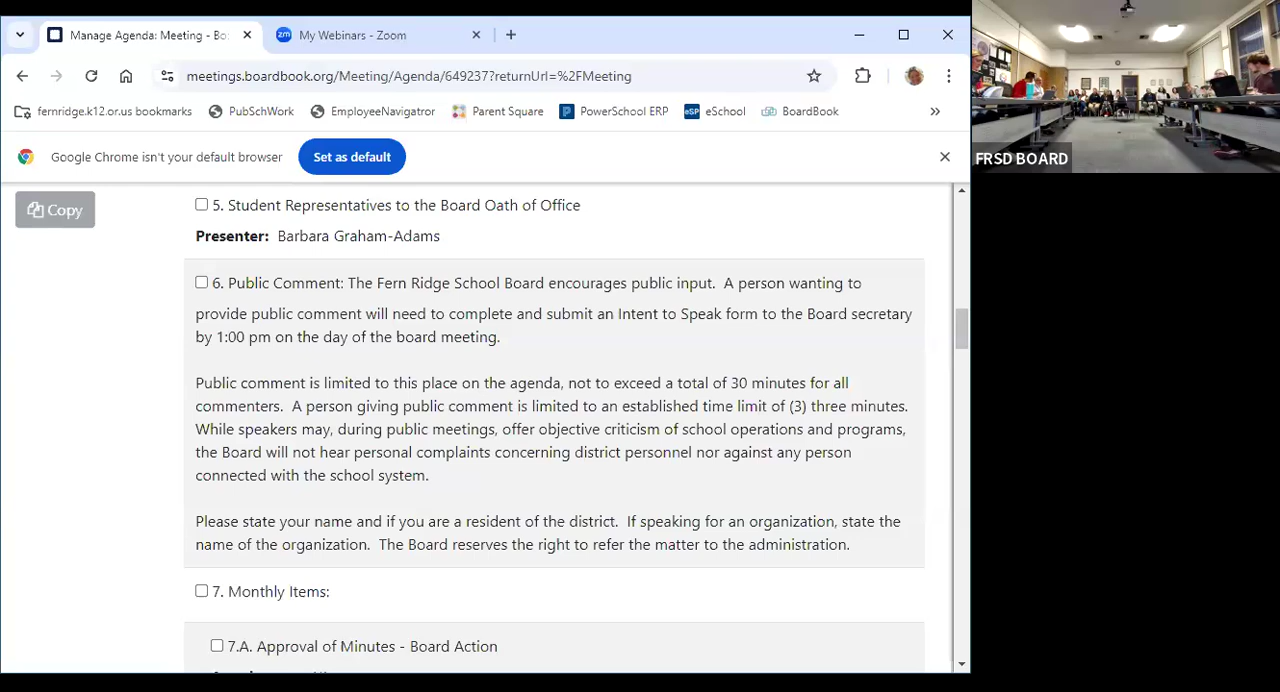 Manage Agenda: Meeting - Bo
My Webinars - Zoom
meetings.boardbook.org/Meeting/Agenda/649237?returnUrl=%2FMeeting
fernridge.k12.or.us bookmarks
PubSchWork
EmployeeNavigator
Parent Square
PowerSchool ERP
eSchool
BoardBook
Google Chrome isn't your default browser
Set as default
FRSD BOARD
Copy
5. Student Representatives to the Board Oath of Office
Presenter: Barbara Graham-Adams
6. Public Comment: The Fern Ridge School Board encourages public input. A person wanting to
provide public comment will need to complete and submit an Intent to Speak form to the Board secretary
by 1:00 pm on the day of the board meeting.
Public comment is limited to this place on the agenda, not to exceed a total of 30 minutes for all
commenters. A person giving public comment is limited to an established time limit of (3) three minutes.
While speakers may, during public meetings, offer objective criticism of school operations and programs,
the Board will not hear personal complaints concerning district personnel nor against any person
connected with the school system.
Please state your name and if you are a resident of the district. If speaking for an organization, state the
name of the organization. The Board reserves the right to refer the matter to the administration.
7. Monthly Items:
7.A. Approval of Minutes - Board Action